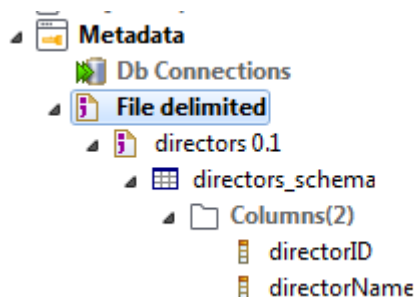 Metadata
Db Connections
File delimited
directors 0.1
directors_schema
Columns(2)
directorID
directorName